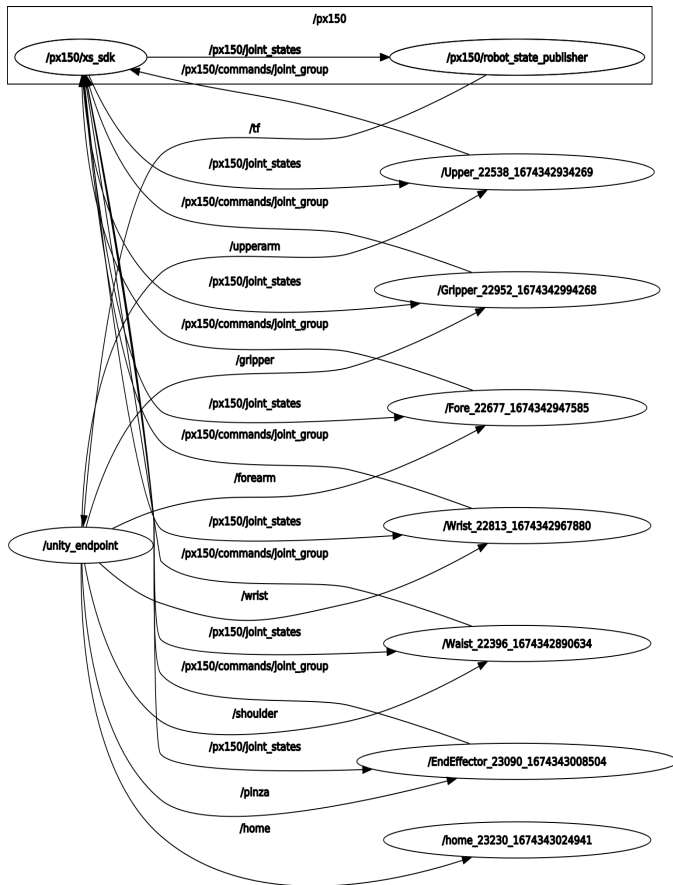 /px150
/px150/joint_states
/px150/xs_sdk
/px150/robot_state_publisher
/px150/commands/joint_group
/tf
/px150/joint_states
/Upper_22538_1674342934269
/px150/commands/joint_group
/upperarm
/px150/joint_states
/Gripper_22952_1674342994268
/px150/commands/joint_group
/gripper
/px150/joint_states
/Fore_22677_1674342947585
/px150/commands/joint_group
/forearm
/px150/joint_states
/Wrist_22813_1674342967880
/unity_endpoint
/px150/commands/joint_group
/wrist
/px150/joint_states
/Waist_22396_1674342890634
/px150/commands/joint_group
/shoulder
/px150/joint_states
/EndEffector_23090_1674343008504
/pinza
/home
/home_23230_1674343024941